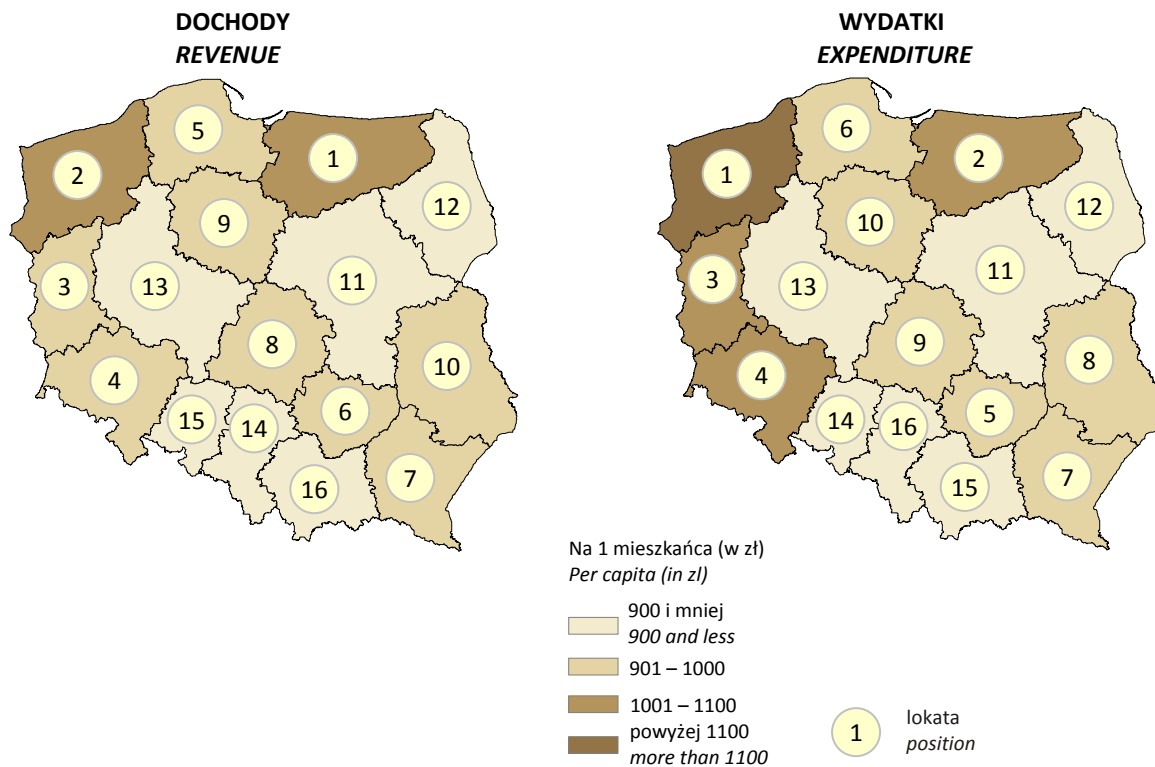 DOCHODY
REVENUE
5
1
2
12
9
3
13
11
8
4
10
6
15
14
7
16
WYDATKI
EXPENDITURE
6
2
1
12
10
3
13
11
9
8
4
5
14
16
7
15
Na 1 mieszkańca (w zł)
Per capita (in zl)
900 i mniej
900 and less
901 – 1000
1001 – 1100
powyżej 1100
more than 1100
1
lokata
position